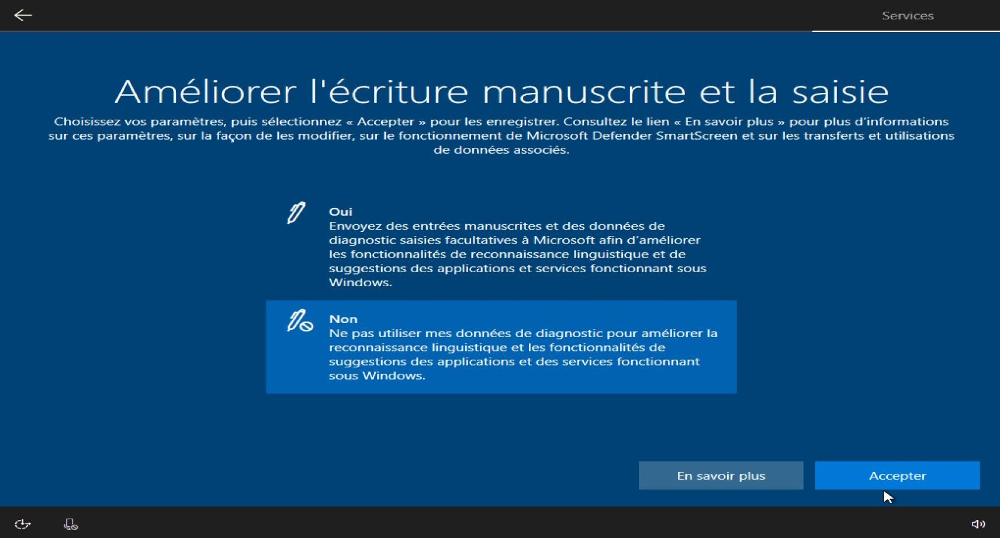 Services
Améliorer l'écriture manuscrite et la saisie
Choisissez vos paramètres, puis sélectionnez « Accepter » pour les enregistrer. Consultez le lien « En savoir plus » pour plus d’informations
sur ces paramètres, sur la façon de les modifier, sur le fonctionnement de Microsoft Defender SmartScreen et sur les transferts et utilisations
de données associés.
Oui
Envoyez des entrées manuscrites et des données de
diagnostic saisies facultatives à Microsoft afin d’améliorer
les fonctionnalités de reconnaissance linguistique et de
suggestions des applications et services fonctionnant sous
Windows.
Non
Ne pas utiliser mes données de diagnostic pour améliorer la
reconnaissance linguistique et les fonctionnalités de
suggestions des applications et des services fonctionnant
sous Windows.
En savoir plus
Accepter